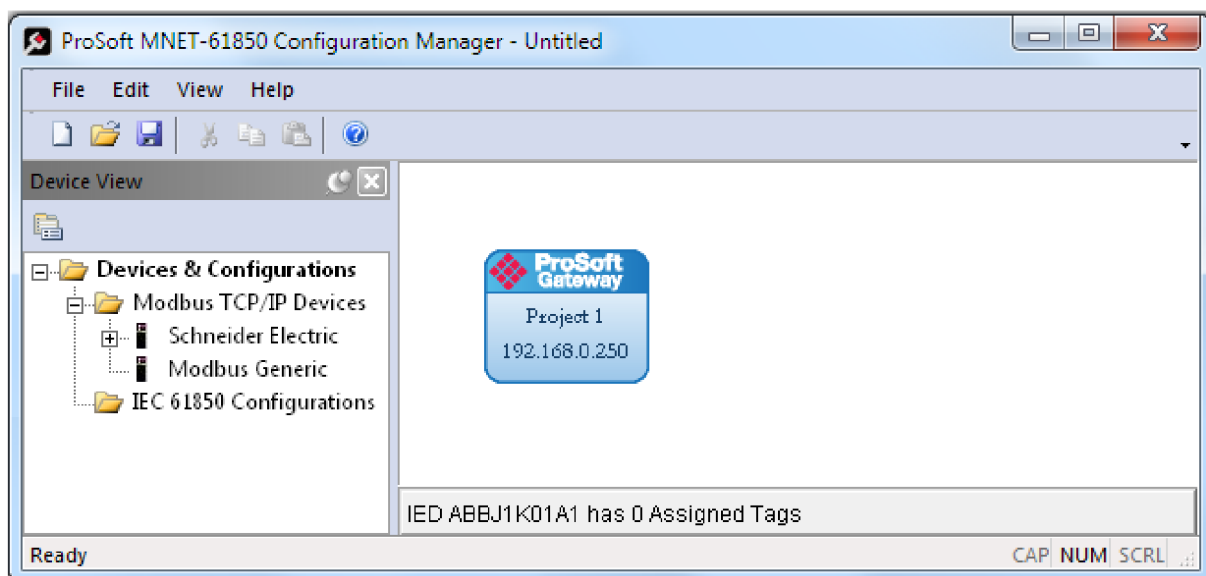 ProSoft MNET-61850 Configuration Manager - Untitled
File Edit View Help
Device View
Devices & Configurations
Modbus TCP/IP Devices
Schneider Electric
Modbus Generic
IEC 61850 Configurations
ProSoft
Gateway
Project 1
192.168.0.250
IED ABBJ1K01A1 has 0 Assigned Tags
Ready CAP NUM SCRL